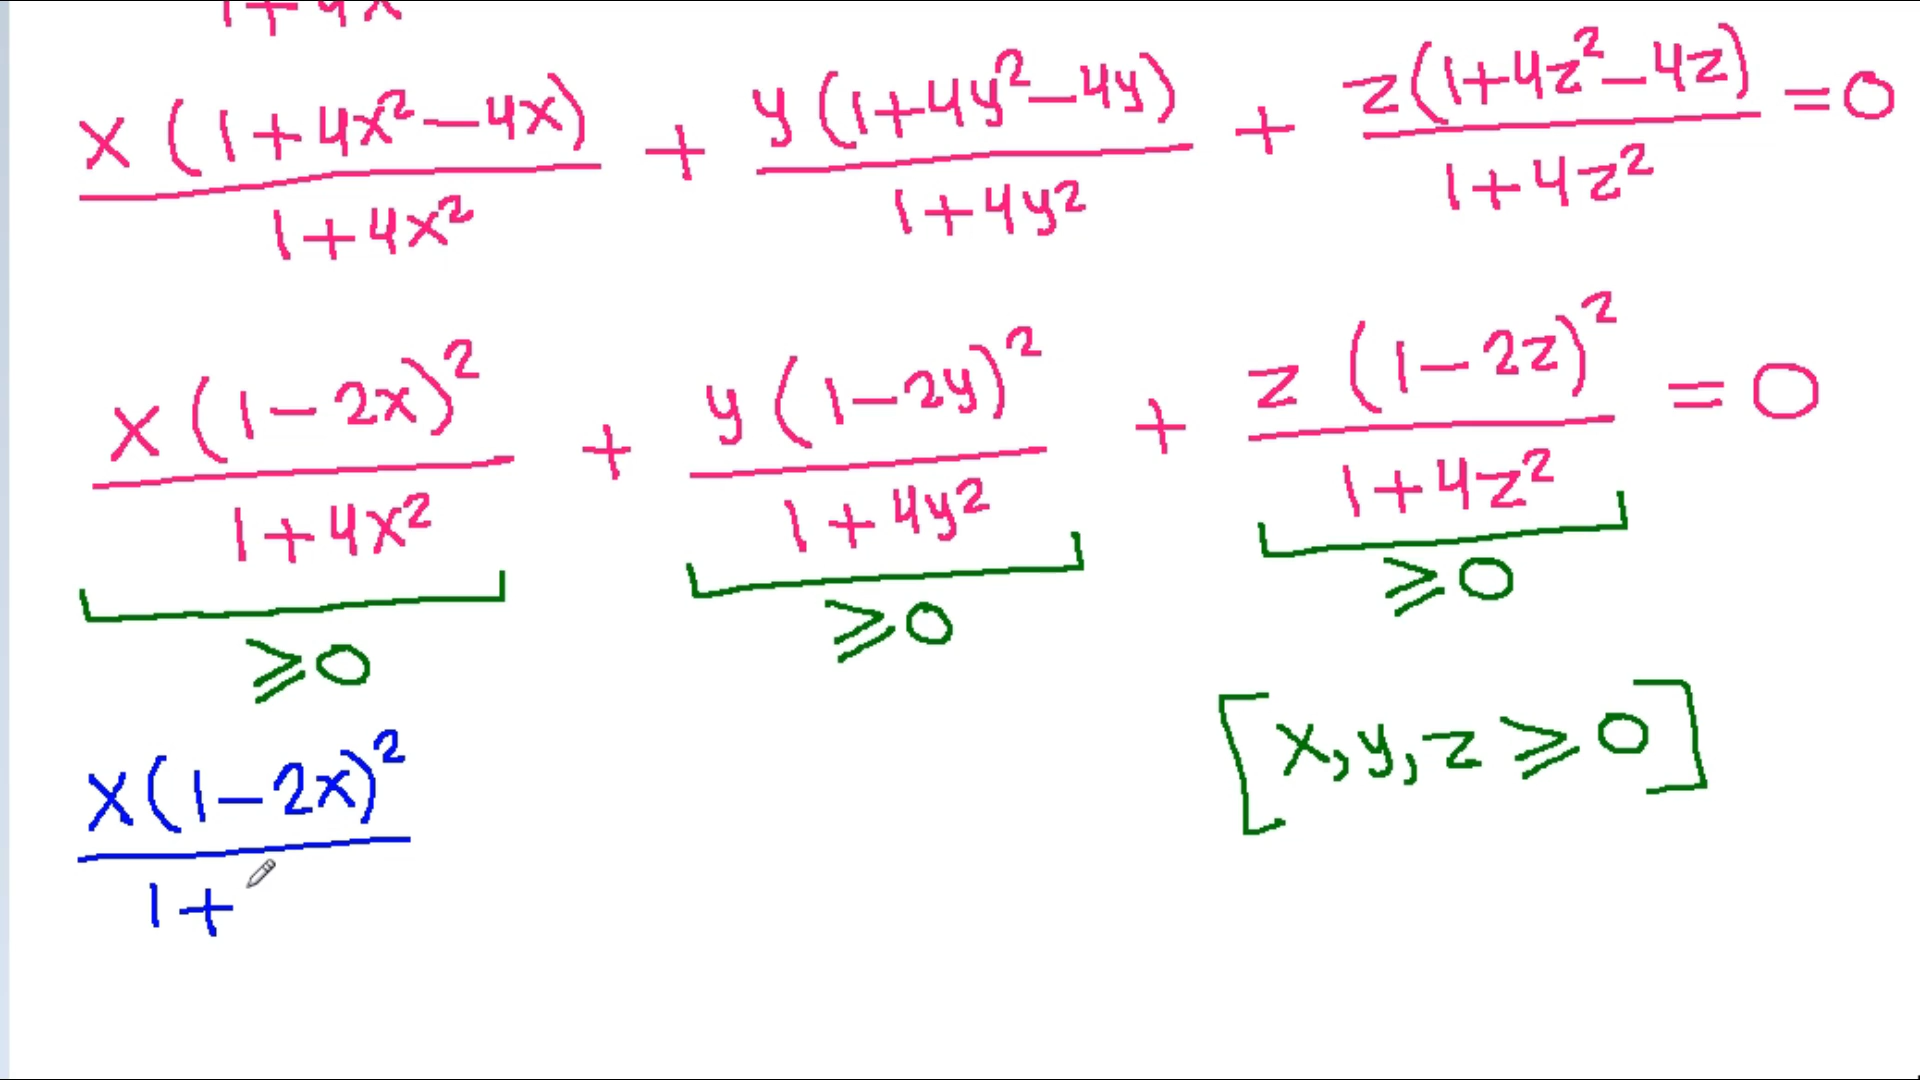 1+4x
x(1+4x²-4x)/1+4x² + y(1+4y²-4y)/1+4y² + z(1+4z²-4z)/1+4z² = 0
x(1-2x)²/1+4x² + y(1-2y)²/1+4y² + z(1-2z)²/1+4z² = 0
≥0 ≥0 ≥0
[x,y,z ≥ 0]
x(1-2x)²/1+